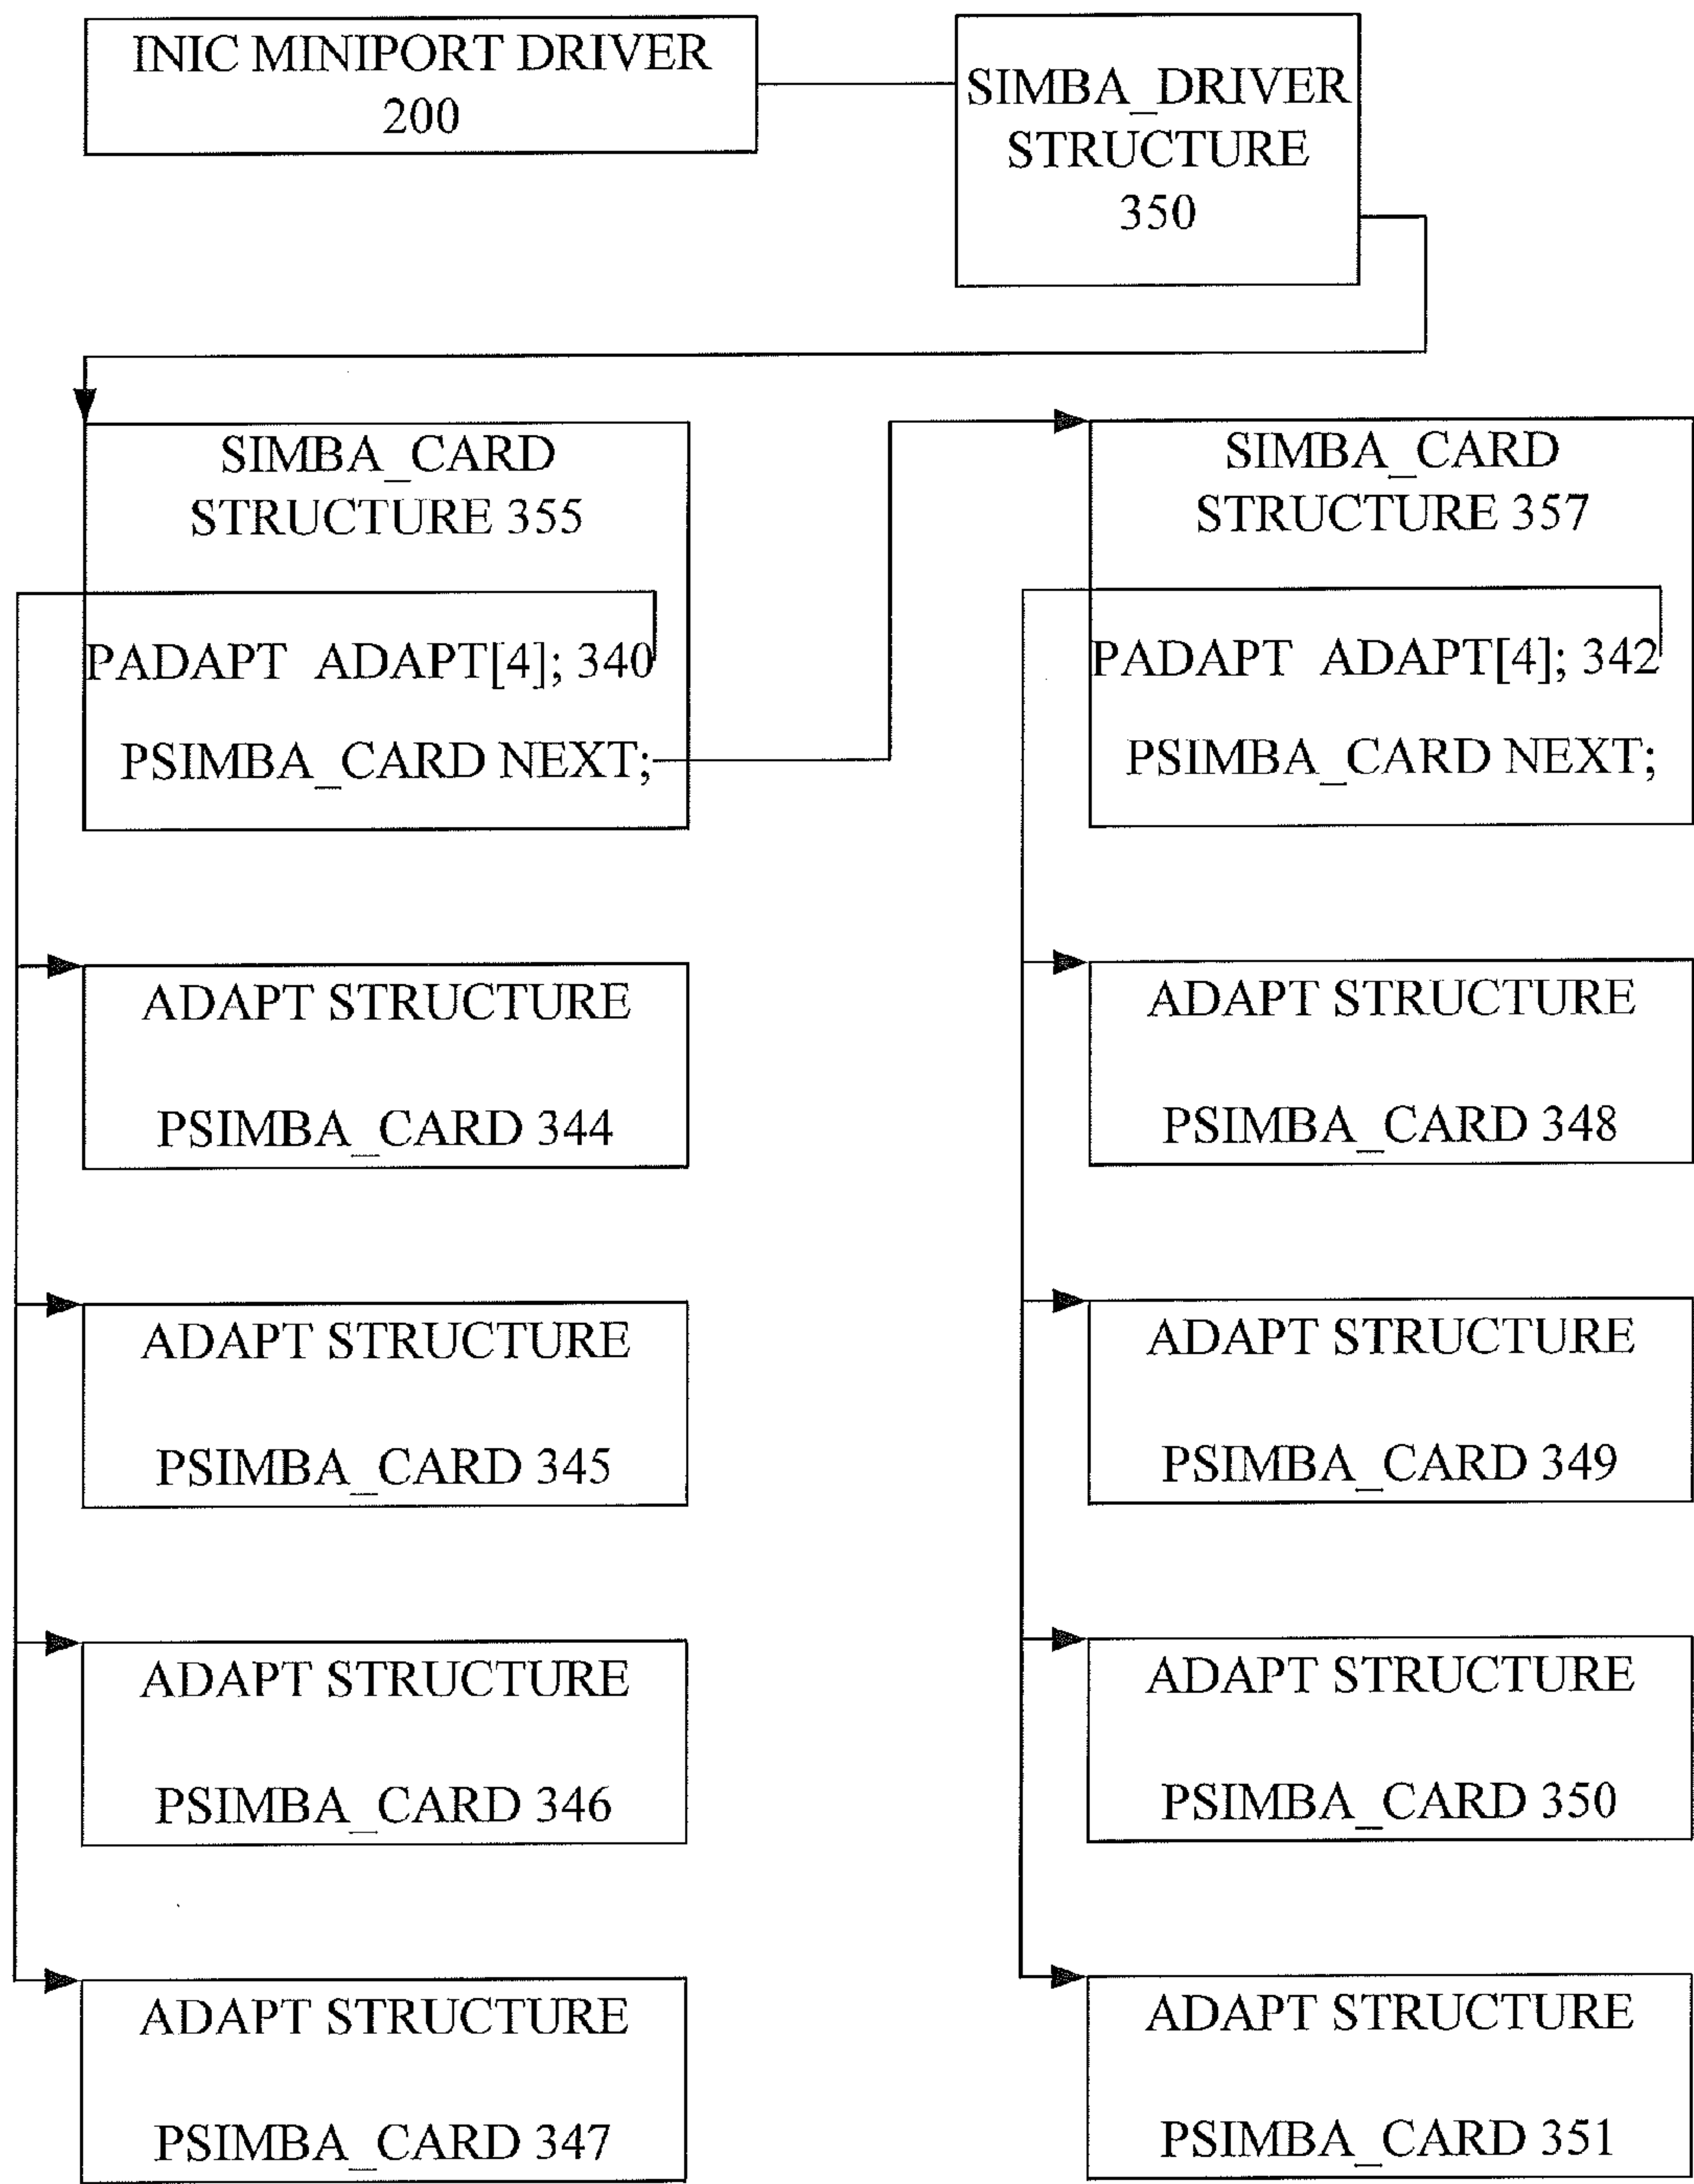 INIC MINIPORT DRIVER
200
SIMBA_DRIVER
STRUCTURE
350
SIMBA_CARD
STRUCTURE 355
PADAPT ADAPT[4]; 340
PSIMBA_CARD NEXT;
SIMBA_CARD
STRUCTURE 357
PADAPT ADAPT[4]; 342
PSIMBA_CARD NEXT;
ADAPT STRUCTURE
PSIMBA_CARD 344
ADAPT STRUCTURE
PSIMBA_CARD 348
ADAPT STRUCTURE
PSIMBA_CARD 345
ADAPT STRUCTURE
PSIMBA_CARD 349
ADAPT STRUCTURE
PSIMBA_CARD 346
ADAPT STRUCTURE
PSIMBA_CARD 350
ADAPT STRUCTURE
PSIMBA_CARD 347
ADAPT STRUCTURE
PSIMBA_CARD 351